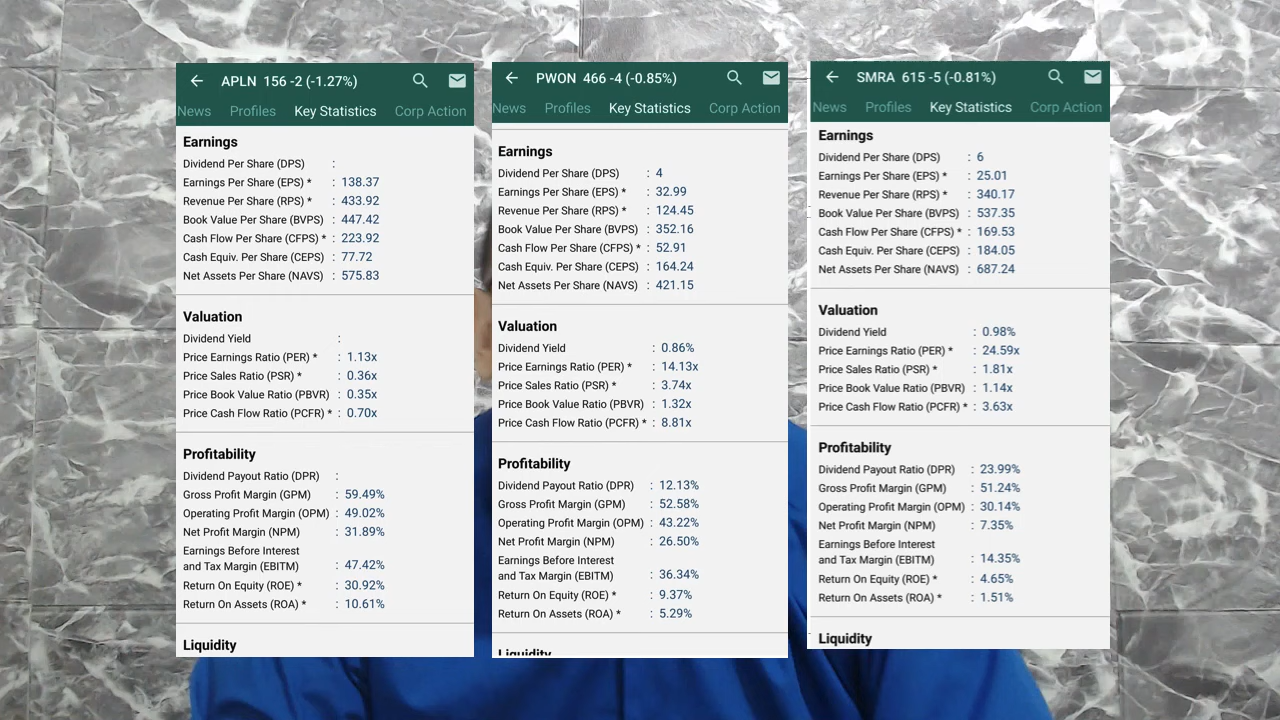 APLN 156 -2 (-1.27%)
News Profiles Key Statistics Corp Action
Earnings
Dividend Per Share (DPS) :
Earnings Per Share (EPS) * : 138.37
Revenue Per Share (RPS) * : 433.92
Book Value Per Share (BVPS) : 447.42
Cash Flow Per Share (CFPS) * : 223.92
Cash Equiv. Per Share (CEPS) : 77.72
Net Assets Per Share (NAVS) : 575.83
Valuation
Dividend Yield :
Price Earnings Ratio (PER) * : 1.13x
Price Sales Ratio (PSR) * : 0.36x
Price Book Value Ratio (PBVR) : 0.35x
Price Cash Flow Ratio (PCFR) * : 0.70x
Profitability
Dividend Payout Ratio (DPR) :
Gross Profit Margin (GPM) : 59.49%
Operating Profit Margin (OPM) : 49.02%
Net Profit Margin (NPM) : 31.89%
Earnings Before Interest
and Tax Margin (EBITM) : 47.42%
Return On Equity (ROE) * : 30.92%
Return On Assets (ROA) * : 10.61%
Liquidity
PWON 466 -4 (-0.85%)
News Profiles Key Statistics Corp Action
Earnings
Dividend Per Share (DPS) : 4
Earnings Per Share (EPS) * : 32.99
Revenue Per Share (RPS) * : 124.45
Book Value Per Share (BVPS) : 352.16
Cash Flow Per Share (CFPS) * : 52.91
Cash Equiv. Per Share (CEPS) : 164.24
Net Assets Per Share (NAVS) : 421.15
Valuation
Dividend Yield : 0.86%
Price Earnings Ratio (PER) * : 14.13x
Price Sales Ratio (PSR) * : 3.74x
Price Book Value Ratio (PBVR) : 1.32x
Price Cash Flow Ratio (PCFR) * : 8.81x
Profitability
Dividend Payout Ratio (DPR) : 12.13%
Gross Profit Margin (GPM) : 52.58%
Operating Profit Margin (OPM) : 43.22%
Net Profit Margin (NPM) : 26.50%
Earnings Before Interest
and Tax Margin (EBITM) : 36.34%
Return On Equity (ROE) * : 9.37%
Return On Assets (ROA) * : 5.29%
Liquidity
SMRA 615 -5 (-0.81%)
News Profiles Key Statistics Corp Action
Earnings
Dividend Per Share (DPS) : 6
Earnings Per Share (EPS) * : 25.01
Revenue Per Share (RPS) * : 340.17
Book Value Per Share (BVPS) : 537.35
Cash Flow Per Share (CFPS) * : 169.53
Cash Equiv. Per Share (CEPS) : 184.05
Net Assets Per Share (NAVS) : 687.24
Valuation
Dividend Yield : 0.98%
Price Earnings Ratio (PER) * : 24.59x
Price Sales Ratio (PSR) * : 1.81x
Price Book Value Ratio (PBVR) : 1.14x
Price Cash Flow Ratio (PCFR) * : 3.63x
Profitability
Dividend Payout Ratio (DPR) : 23.99%
Gross Profit Margin (GPM) : 51.24%
Operating Profit Margin (OPM) : 30.14%
Net Profit Margin (NPM) : 7.35%
Earnings Before Interest
and Tax Margin (EBITM) : 14.35%
Return On Equity (ROE) * : 4.65%
Return On Assets (ROA) * : 1.51%
Liquidity